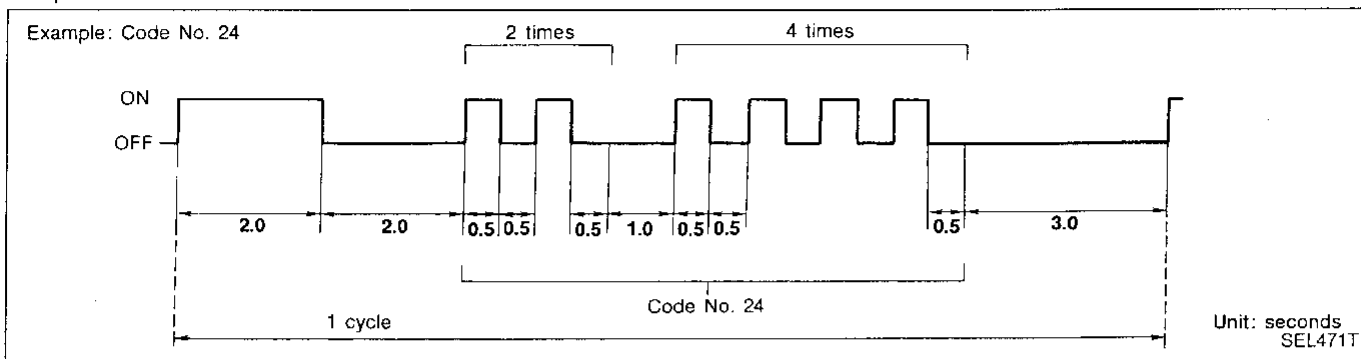 Example: Code No. 24
2 times
4 times
ON
OFF
2.0
2.0
0.5
0.5
0.5
1.0
0.5
0.5
0.5
3.0
Code No. 24
1 cycle
Unit: seconds
SEL471T